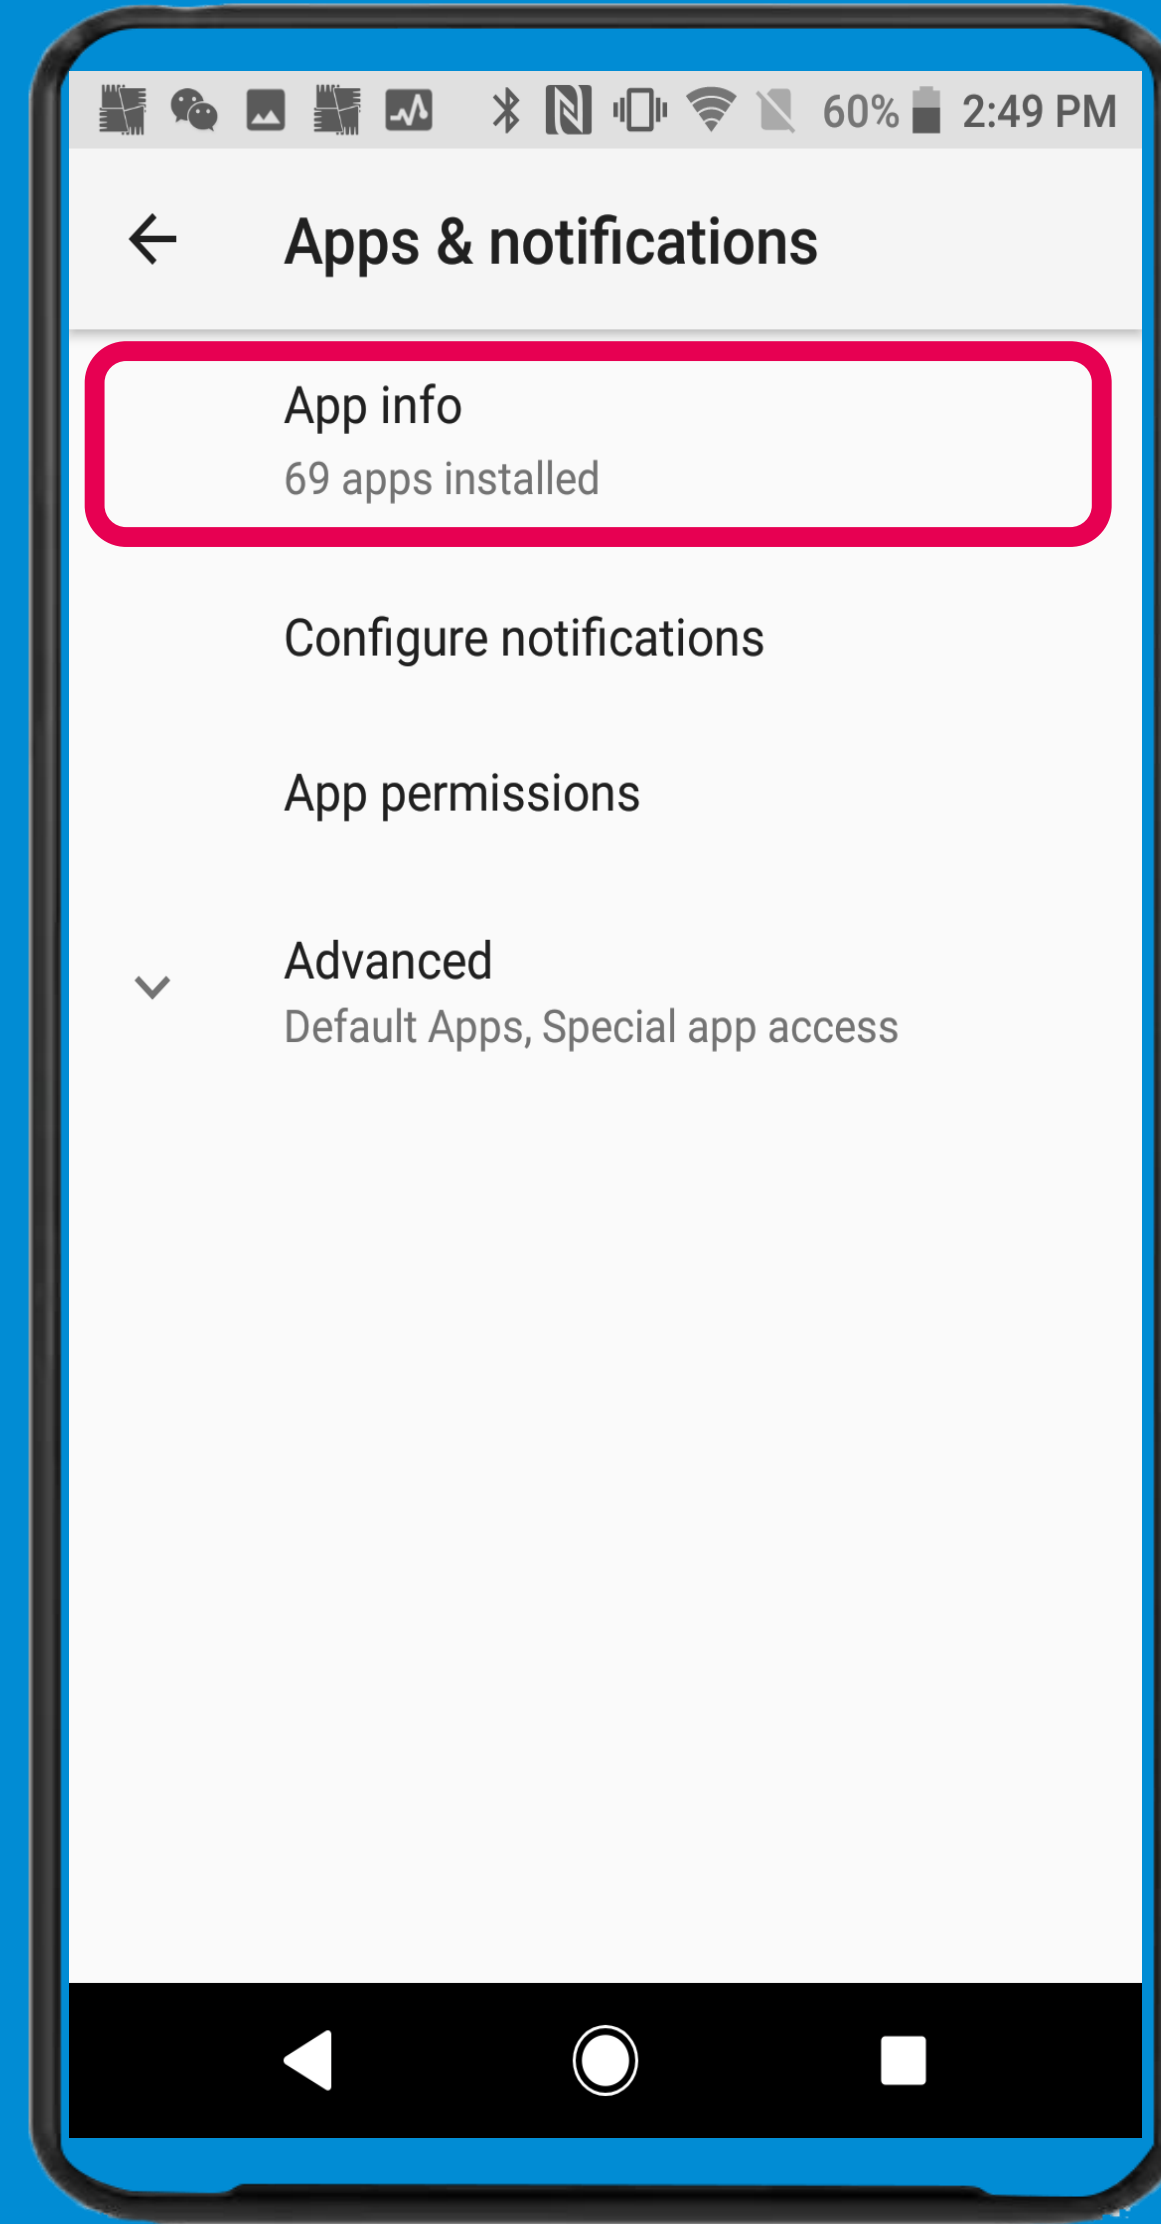 60% 2:49 PM
Apps & notifications
App info
69 apps installed
Configure notifications
App permissions
Advanced
Default Apps, Special app access